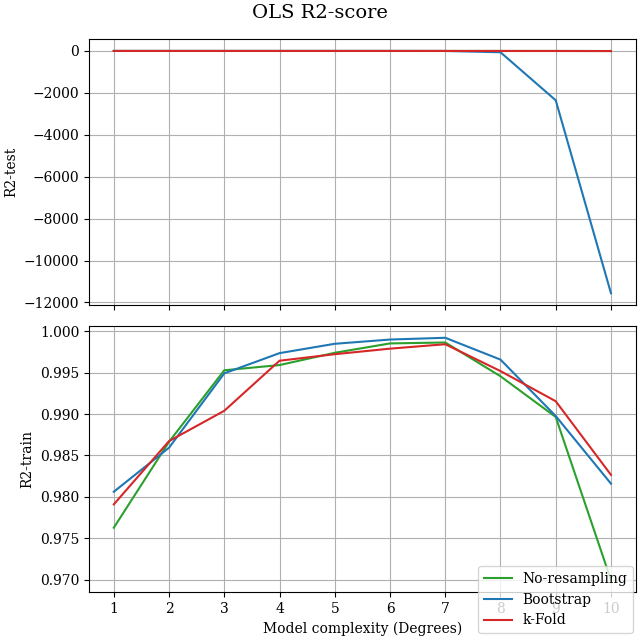 OLS R2-score
R2-test
0
−2000
−4000
−6000
−8000
−10000
−12000
R2-train
1.000
0.995
0.990
0.985
0.980
0.975
0.970
1 2 3 4 5 6 7 8 9 10
Model complexity (Degrees)
No-resampling
Bootstrap
k-Fold